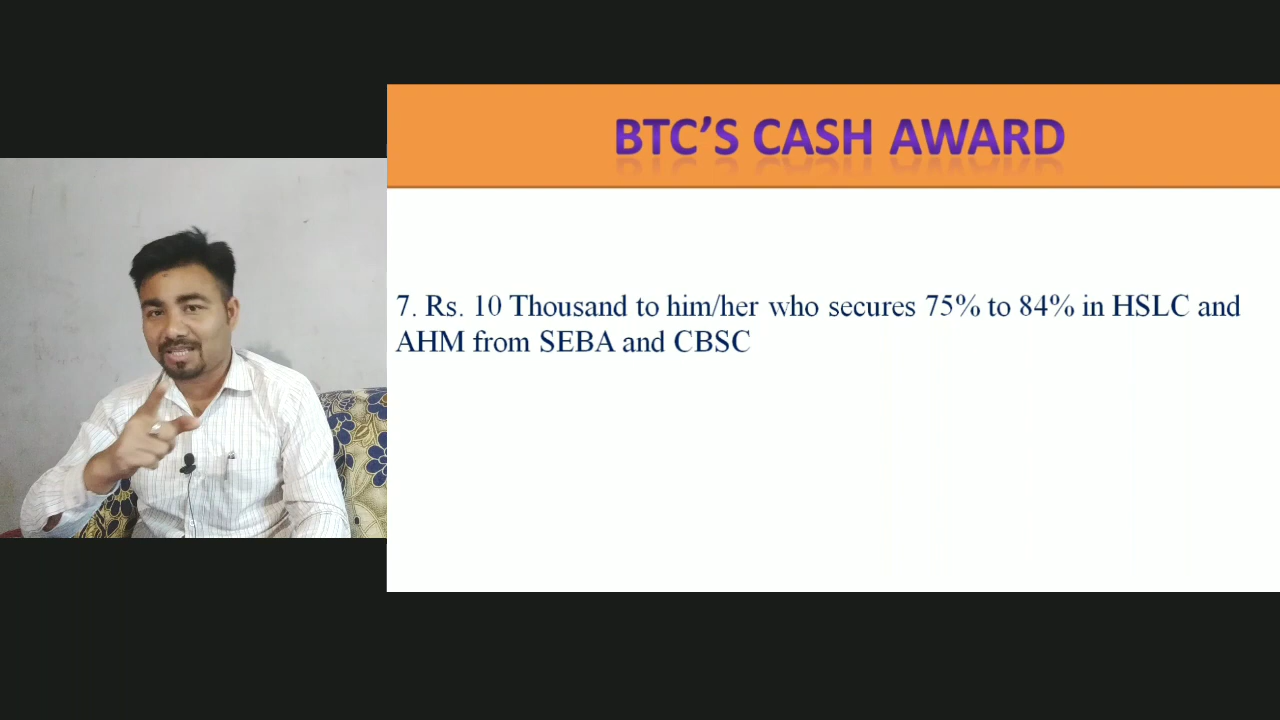 BTC'S CASH AWARD
7. Rs. 10 Thousand to him/her who secures 75% to 84% in HSLC and
AHM from SEBA and CBSC